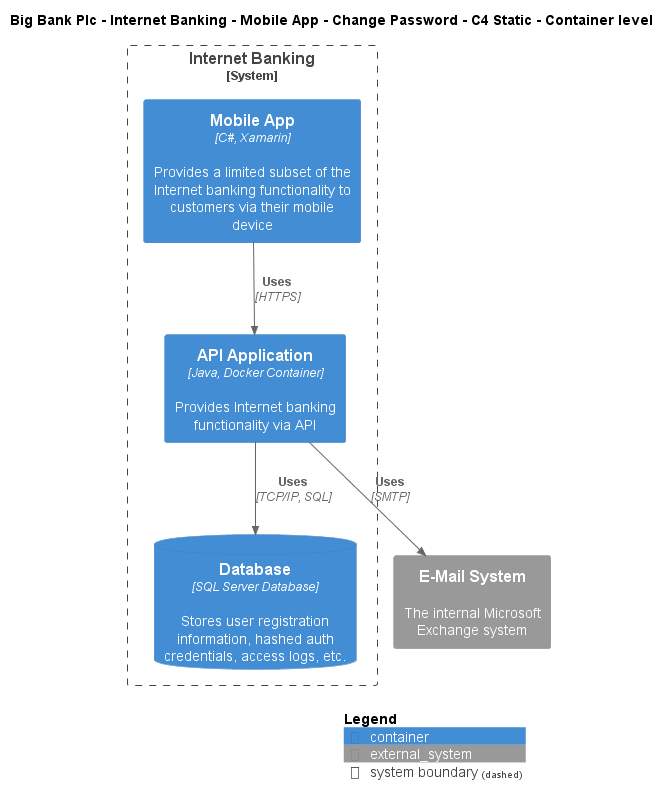 Big Bank Plc - Internet Banking - Mobile App - Change Password - C4 Static - Container level
Internet Banking
[System]
Mobile App
[C#, Xamarin]
Provides a limited subset of the
Internet banking functionality to
customers via their mobile
device
Uses
[HTTPS]
API Application
[Java, Docker Container]
Provides Internet banking
functionality via API
Uses
[TCP/IP, SQL]
Uses
[SMTP]
Database
[SQL Server Database]
Stores user registration
information, hashed auth
credentials, access logs, etc.
E-Mail System
The internal Microsoft
Exchange system
Legend
container
external_system
system boundary (dashed)